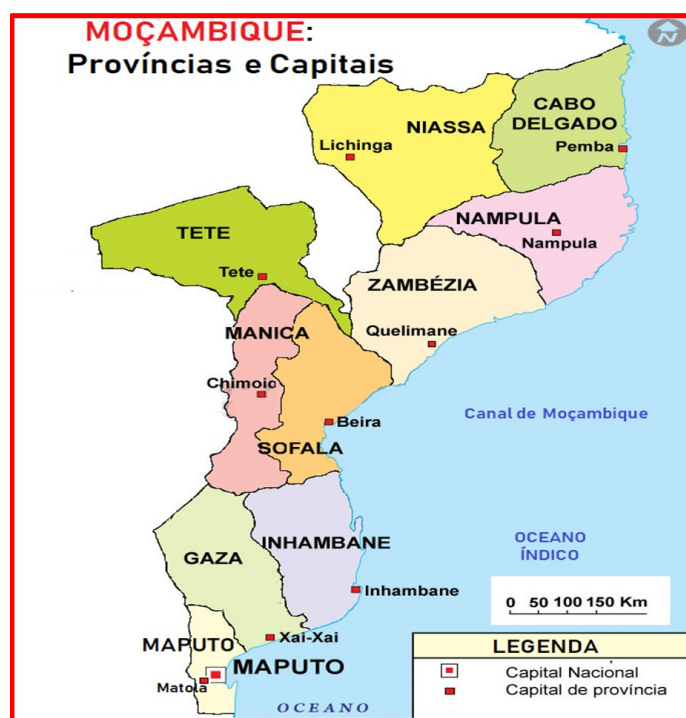 MOÇAMBIQUE:
Províncias e Capitais
N
CABO
DELGADO
NIASSA
Lichinga
Pemba
NAMPULA
Nampula
TETE
Tete
ZAMBÉZIA
Quelimane
MANICA
Chimoio
Beira
SOFALA
Canal de Moçambique
OCEANO
ÍNDICO
INHAMBANE
GAZA
Inhambane
0 50 100 150 Km
Xai-Xai
MAPUTO
MAPUTO
Matola
LEGENDA
Capital Nacional
Capital de província
OCEANO